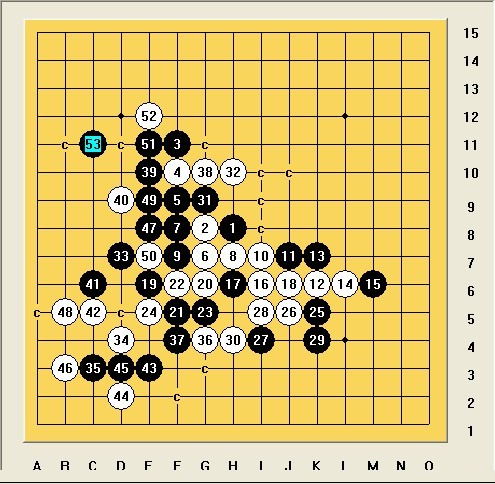 15
14
13
52 12
c 53 c 51 3 c 11
39 4 38 32 c c 10
40 49 5 31 c 9
47 7 2 1 c 8
33 50 9 6 8 10 11 13 7
41 19 22 20 17 16 18 12 14 15 6
c 48 42 c 24 21 23 28 26 25 5
34 37 36 30 27 29 4
46 35 45 43 c 3
44 c 2
1
A B C D E F G H I J K L M N O